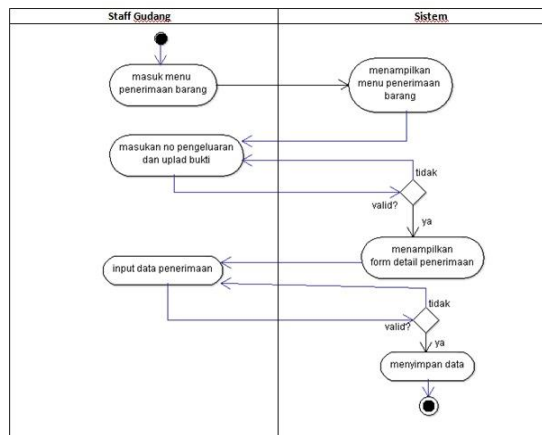 Staff Gudang
Sistem
masuk menu
penerimaan barang
menampilkan
menu penerimaan
barang
masukan no pengeluaran
dan uplad bukti
tidak
valid?
ya
menampilkan
form detail penerimaan
input data penerimaan
tidak
valid?
ya
menyimpan data